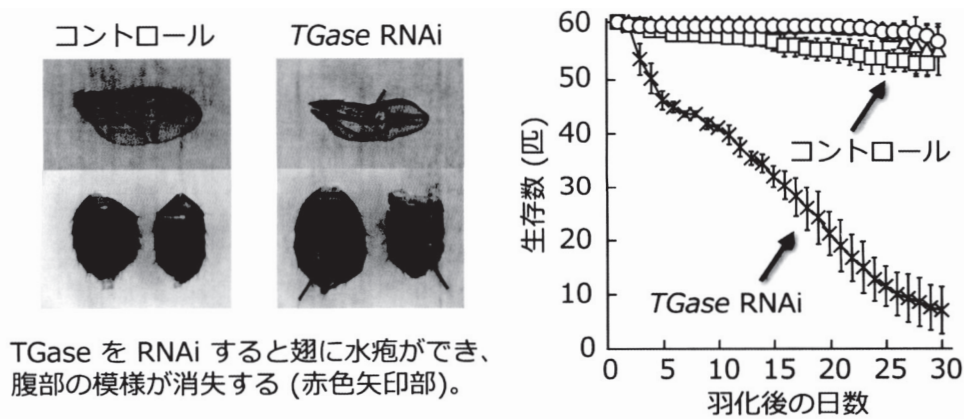 コントロール
TGase RNAi
TGase を RNAi すると翅に水疱ができ、
腹部の模様が消失する (赤色矢印部)。
生存数 (匹)
60
50
40
30
20
10
0
コントロール
TGase RNAi
0 5 10 15 20 25 30
羽化後の日数